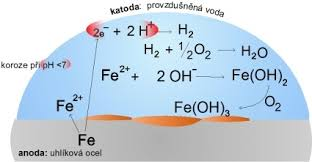 katoda: provzdušněná voda
2e⁻ + 2 H⁺ → H₂
H₂ + ½O₂ → H₂O
koroze při pH <7
Fe²⁺ + 2 OH⁻ → Fe(OH)₂
Fe²⁺
Fe(OH)₃
O₂
Fe
anoda: uhlíková ocel